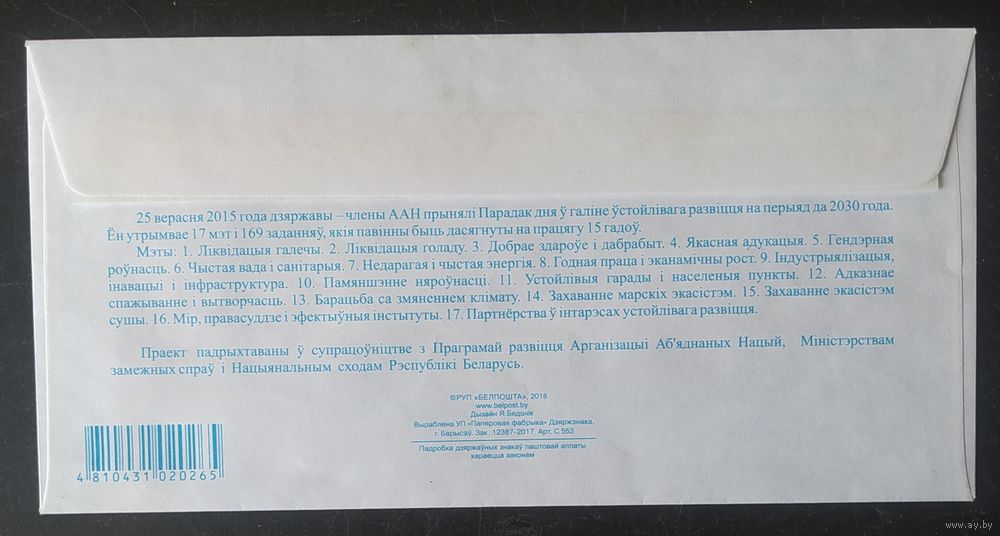 25 верасня 2015 года дзяржавы – члены ААН прынялі Парадак дня ў галіне ўстойлівага развіцця на перыяд да 2030 года.
Ён утрымвае 17 мэт і 169 заданняў, якія павінны быць дасягнуты на працягу 15 гадоў.
Мэты: 1. Ліквідацыя галечы. 2. Ліквідацыя голаду. 3. Добрае здароўе і дабрабыт. 4. Якасная адукацыя. 5. Гендэрная
роўнасць. 6. Чыстая вада і санітарыя. 7. Недарагая і чыстая энергія. 8. Годная праца і эканамічны рост. 9. Індустрыялізацыя,
інавацыі і інфраструктура. 10. Памяншэнне няроўнасці. 11. Устойлівыя гарады і населеныя пункты. 12. Адказнае
спажыванне і вытворчасць. 13. Барацьба са змяненнем клімату. 14. Захаванне марскіх экасістэм. 15. Захаванне экасістэм
сушы. 16. Мір, правасуддзе і эфектыўныя інстытуты. 17. Партнёрства ў інтарэсах устойлівага развіцця.
Праект падрыхтаваны ў супрацоўніцтве з Праграмай развіцця Арганізацыі Аб'яднаных Нацый, Міністэрствам
замежных спраў і Нацыянальным сходам Рэспублікі Беларусь.
©РУП «БЕЛПОШТА», 2018
www.belpost.by
Дызайн Я.Бядонік
Выраблена УП «Папяровая фабрыка» Дзяржзнака,
г. Барысаў. Зак. 12387-2017. Арт. С 553
Падробка дзяржаўных знакаў паштовай аплаты
караецца законам
4 810431 020265
www.ay.by